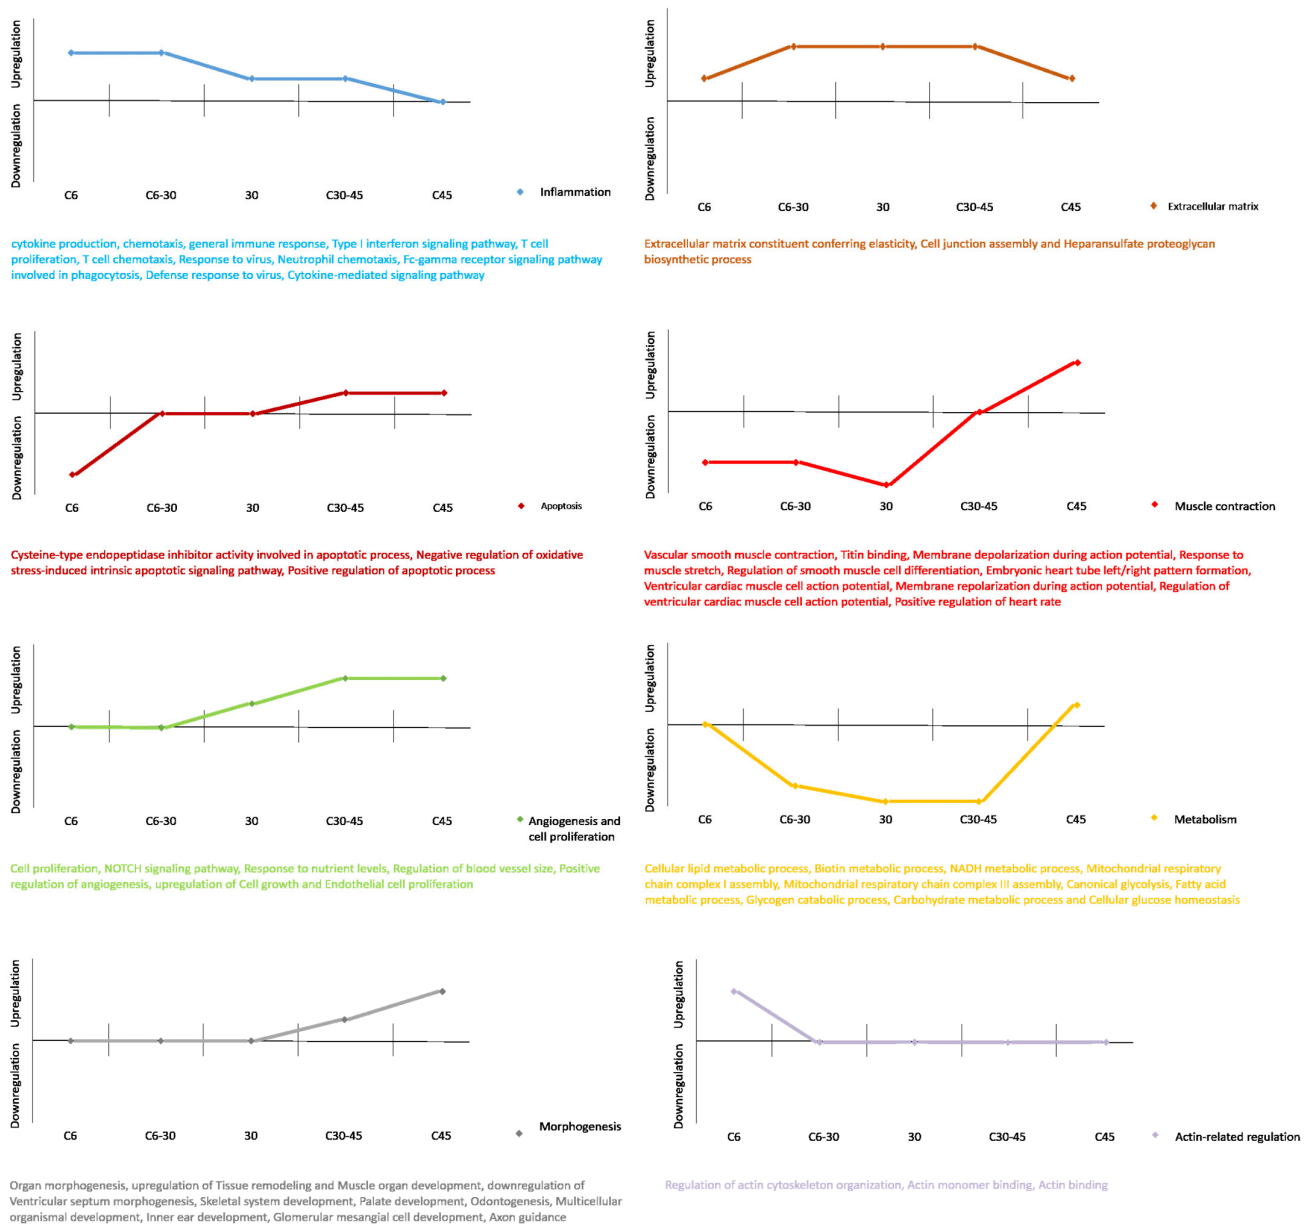 Upregulation
Downregulation
C6 C6-30 30 C30-45 C45
Inflammation
cytokine production, chemotaxis, general immune response, Type I interferon signaling pathway, T cell
proliferation, T cell chemotaxis, Response to virus, Neutrophil chemotaxis, Fc-gamma receptor signaling pathway
involved in phagocytosis, Defense response to virus, Cytokine-mediated signaling pathway
Upregulation
Downregulation
C6 C6-30 30 C30-45 C45
Extracellular matrix
Extracellular matrix constituent conferring elasticity, Cell junction assembly and Heparansulfate proteoglycan
biosynthetic process
Upregulation
Downregulation
C6 C6-30 30 C30-45 C45
Apoptosis
Cysteine-type endopeptidase inhibitor activity involved in apoptotic process, Negative regulation of oxidative
stress-induced intrinsic apoptotic signaling pathway, Positive regulation of apoptotic process
Upregulation
Downregulation
C6 C6-30 30 C30-45 C45
Muscle contraction
Vascular smooth muscle contraction, Titin binding, Membrane depolarization during action potential, Response to
muscle stretch, Regulation of smooth muscle cell differentiation, Embryonic heart tube left/right pattern formation,
Ventricular cardiac muscle cell action potential, Membrane repolarization during action potential, Regulation of
ventricular cardiac muscle cell action potential, Positive regulation of heart rate
Upregulation
Downregulation
C6 C6-30 30 C30-45 C45
Angiogenesis and
cell proliferation
Cell proliferation, NOTCH signaling pathway, Response to nutrient levels, Regulation of blood vessel size, Positive
regulation of angiogenesis, upregulation of Cell growth and Endothelial cell proliferation
Upregulation
Downregulation
C6 C6-30 30 C30-45 C45
Metabolism
Cellular lipid metabolic process, Biotin metabolic process, NADH metabolic process, Mitochondrial respiratory
chain complex I assembly, Mitochondrial respiratory chain complex III assembly, Canonical glycolysis, Fatty acid
metabolic process, Glycogen catabolic process, Carbohydrate metabolic process and Cellular glucose homeostasis
Upregulation
Downregulation
C6 C6-30 30 C30-45 C45
Morphogenesis
Organ morphogenesis, upregulation of Tissue remodeling and Muscle organ development, downregulation of
Ventricular septum morphogenesis, Skeletal system development, Palate development, Odontogenesis, Multicellular
organismal development, Inner ear development, Glomerular mesangial cell development, Axon guidance
Upregulation
Downregulation
C6 C6-30 30 C30-45 C45
Actin-related regulation
Regulation of actin cytoskeleton organization, Actin monomer binding, Actin binding